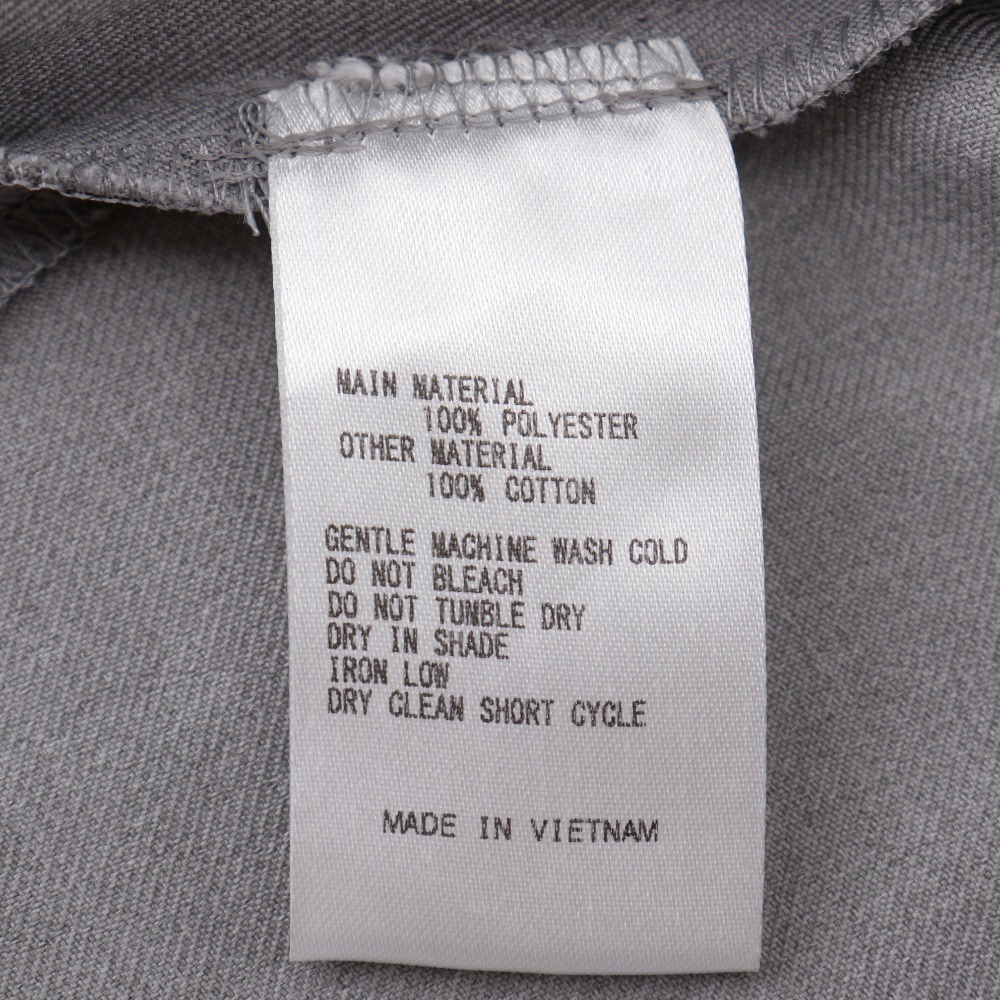 MAIN MATERIAL
100% POLYESTER
OTHER MATERIAL
100% COTTON
GENTLE MACHINE WASH COLD
DO NOT BLEACH
DO NOT TUMBLE DRY
DRY IN SHADE
IRON LOW
DRY CLEAN SHORT CYCLE
MADE IN VIETNAM